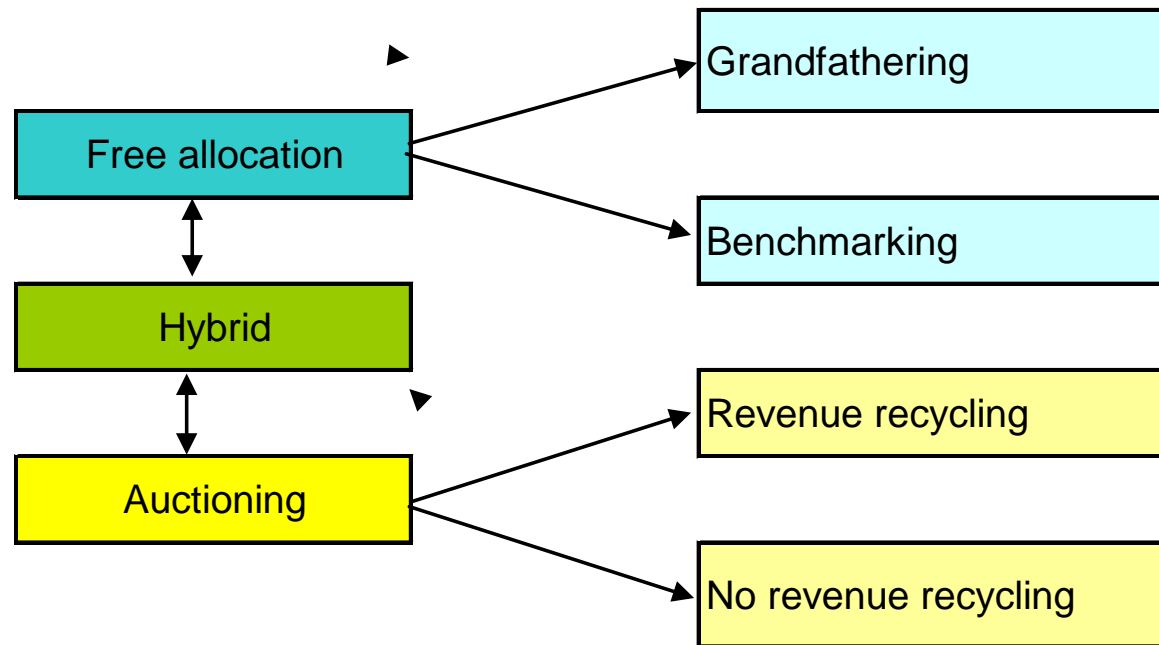 Grandfathering
Free allocation
Benchmarking
Hybrid
Revenue recycling
Auctioning
No revenue recycling